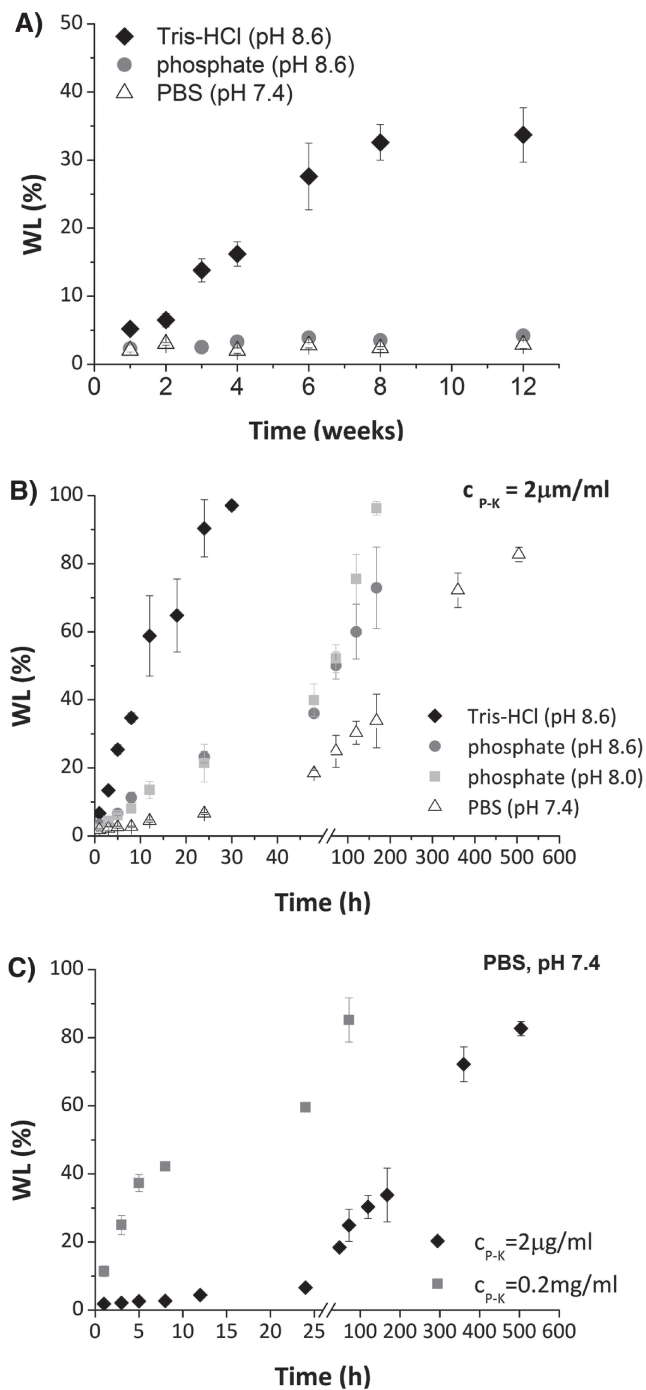 A)
50
40
30
20
10
0
WL (%)
Tris-HCl (pH 8.6)
phosphate (pH 8.6)
PBS (pH 7.4)
0 2 4 6 8 10 12
Time (weeks)
B)
c P-K = 2μm/ml
100
80
60
40
20
0
WL (%)
Tris-HCl (pH 8.6)
phosphate (pH 8.6)
phosphate (pH 8.0)
PBS (pH 7.4)
0 10 20 30 100 200 300 400 500 600
Time (h)
C)
PBS, pH 7.4
100
80
60
40
20
0
WL (%)
cP-K=2μg/ml
cP-K=0.2mg/ml
0 5 10 15 20 25 100 200 300 400 500 600
Time (h)